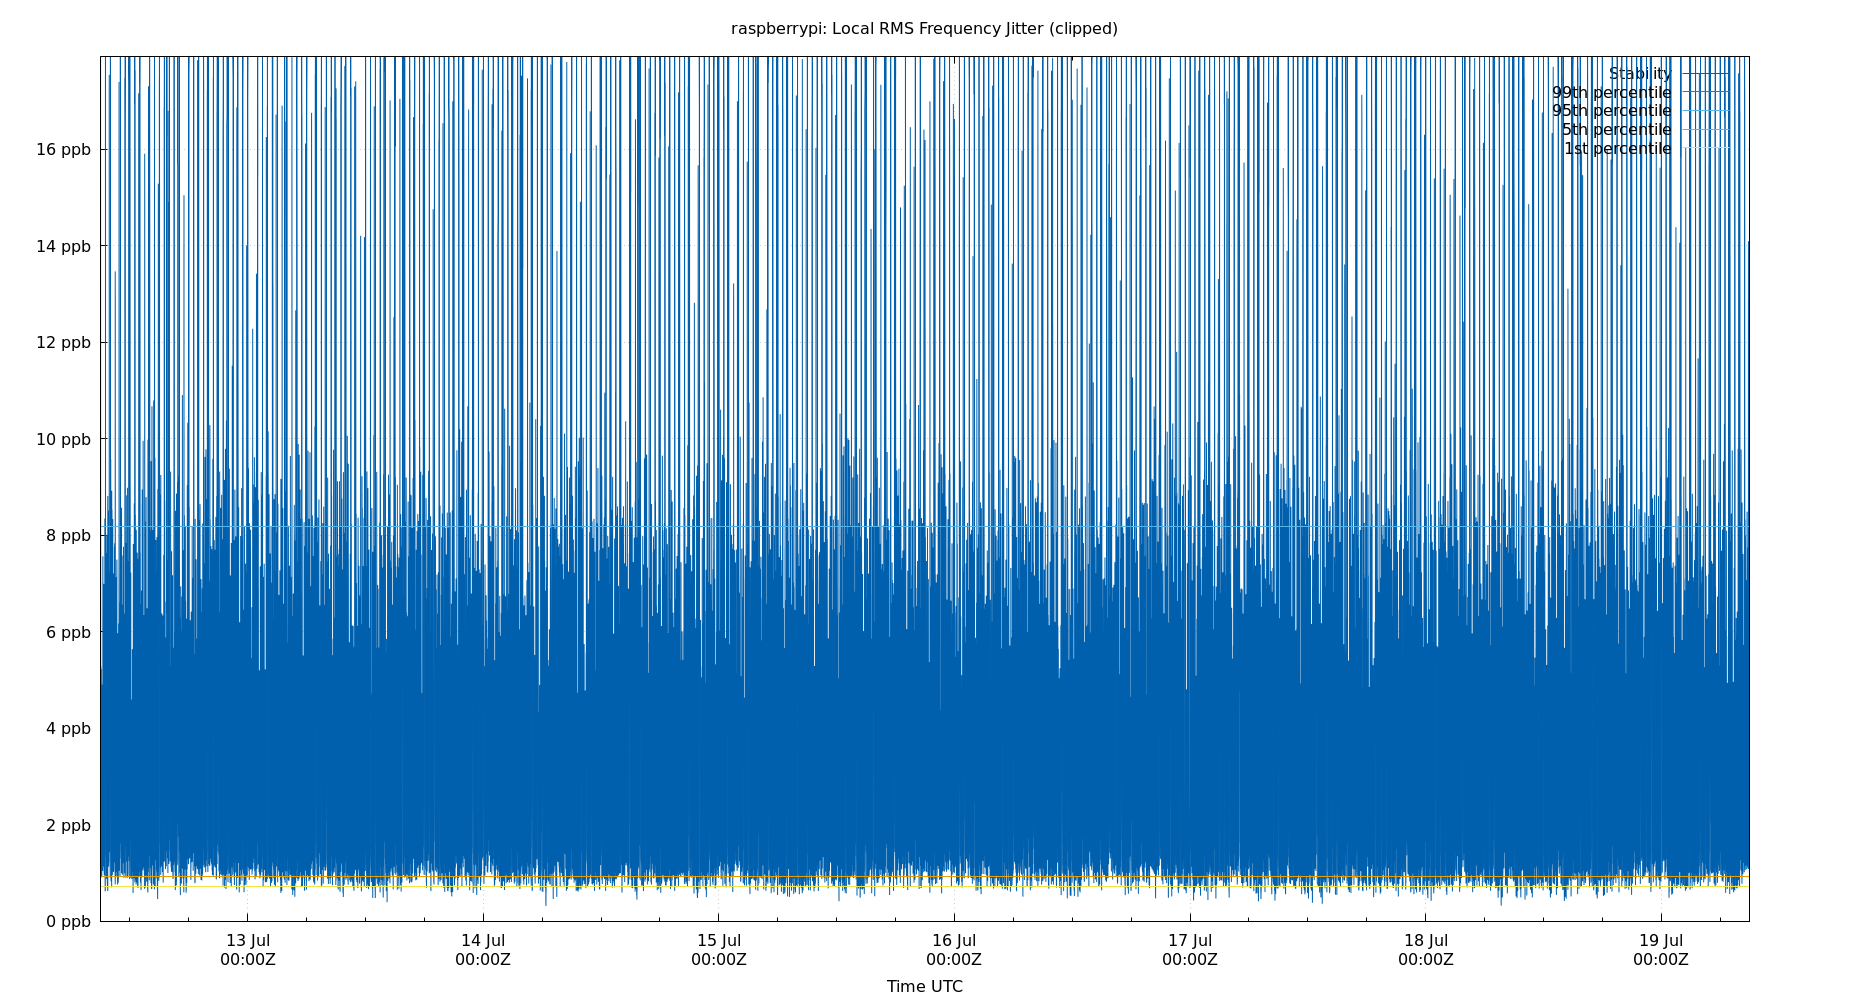 raspberrypi: Local RMS Frequency Jitter (clipped)
Stability
99th percentile
95th percentile
5th percentile
1st percentile
16 ppb
14 ppb
12 ppb
10 ppb
8 ppb
6 ppb
4 ppb
2 ppb
0 ppb
13 Jul 14 Jul 15 Jul 16 Jul 17 Jul 18 Jul 19 Jul
00:00Z 00:00Z 00:00Z 00:00Z 00:00Z 00:00Z 00:00Z
Time UTC